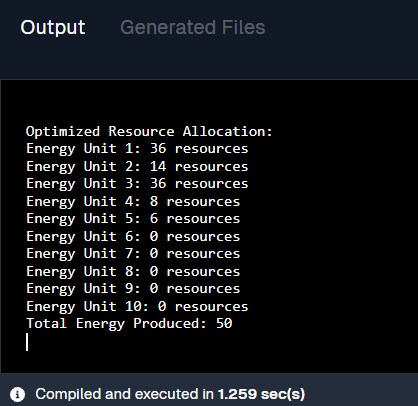 Output Generated Files
Optimized Resource Allocation:
Energy Unit 1: 36 resources
Energy Unit 2: 14 resources
Energy Unit 3: 36 resources
Energy Unit 4: 8 resources
Energy Unit 5: 6 resources
Energy Unit 6: 0 resources
Energy Unit 7: 0 resources
Energy Unit 8: 0 resources
Energy Unit 9: 0 resources
Energy Unit 10: 0 resources
Total Energy Produced: 50
Compiled and executed in 1.259 sec(s)